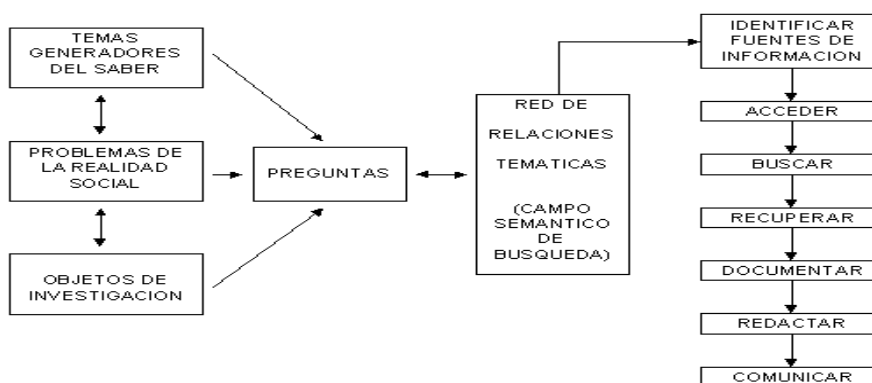 TEMAS
GENERADORES
DEL SABER
PROBLEMAS DE
LA REALIDAD
SOCIAL
OBJETOS DE
INVESTIGACION
PREGUNTAS
RED DE
RELACIONES
TEMATICAS
(CAMPO
SEMANTICO
DE
BUSQUEDA)
IDENTIFICAR
FUENTES DE
INFORMACION
ACCEDER
BUSCAR
RECUPERAR
DOCUMENTAR
REDACTAR
COMUNICAR